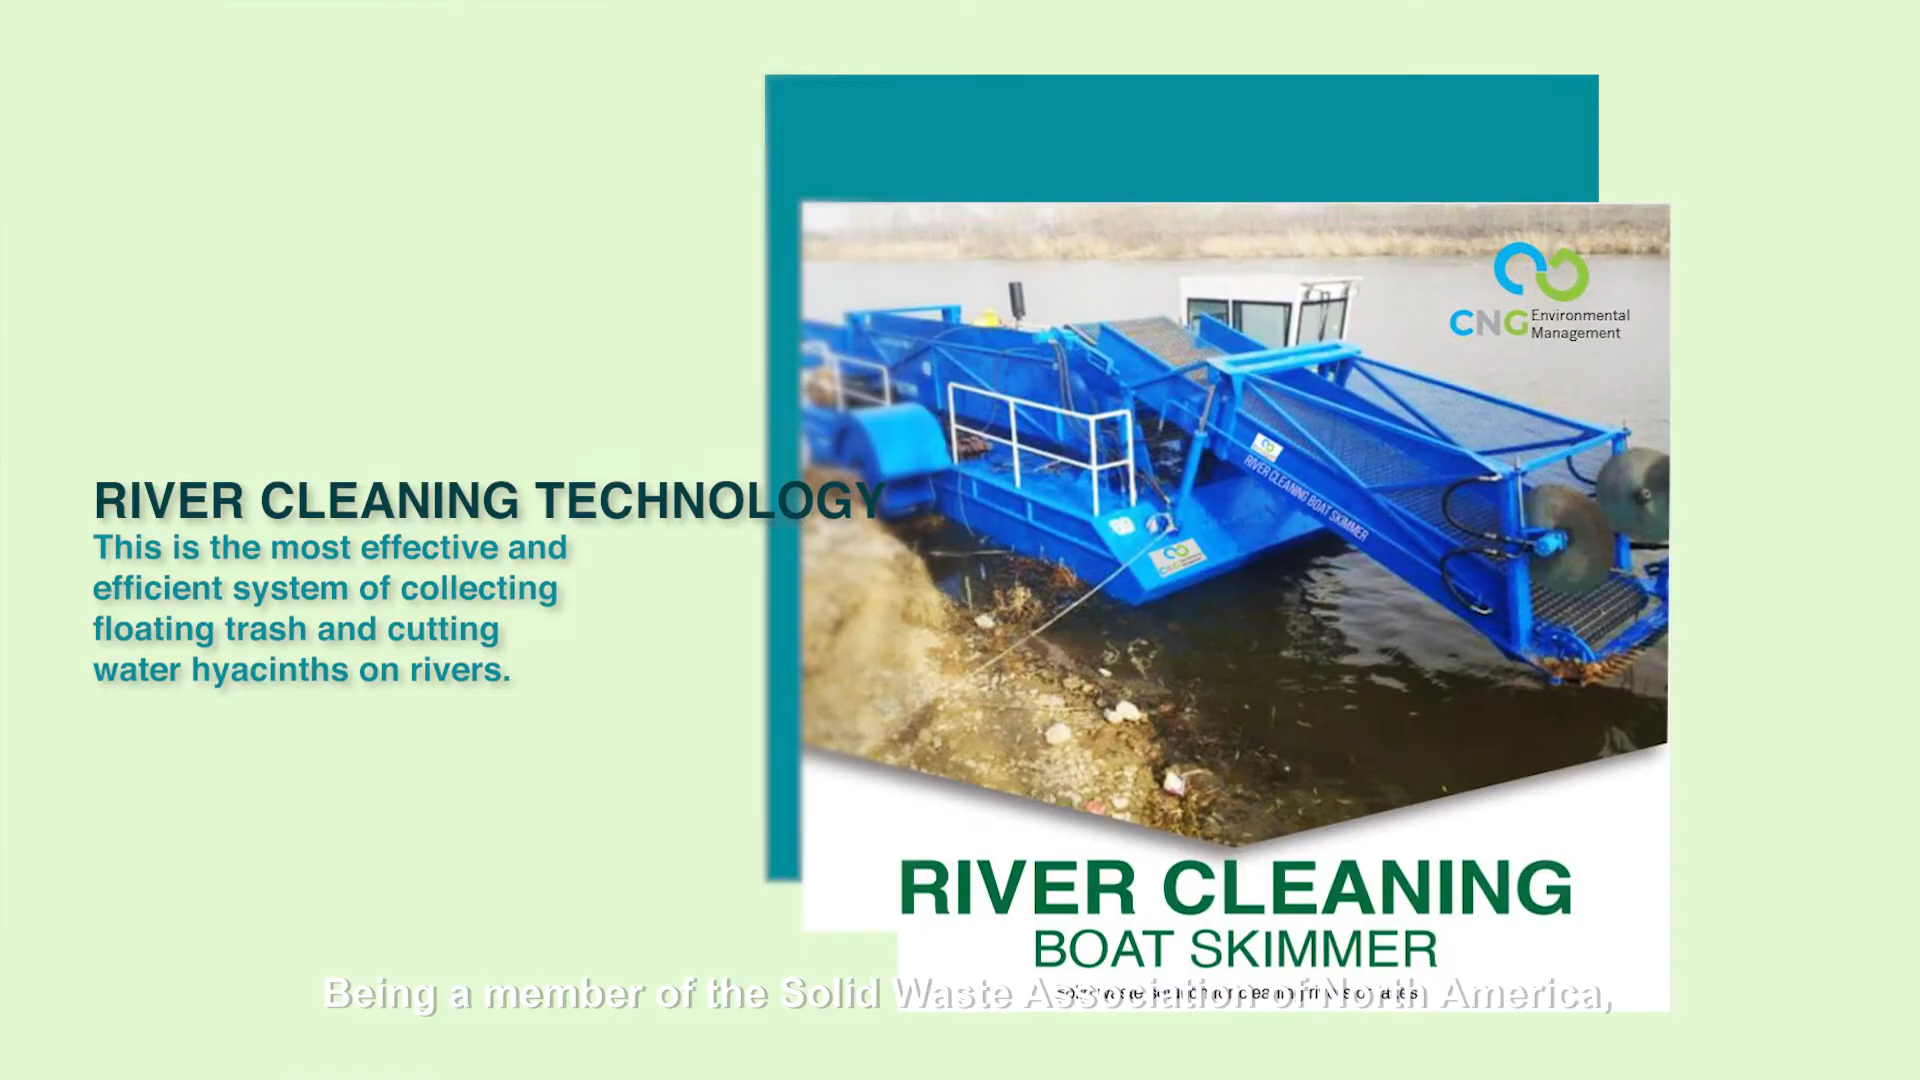 RIVER CLEANING TECHNOLOGY
This is the most effective and
efficient system of collecting
floating trash and cutting
water hyacinths on rivers.
CNG Environmental
Management
RIVER CLEANING BOAT SKIMMER
CNG
RIVER CLEANING
BOAT SKIMMER
Being a member of the Solid Waste Association of North America,